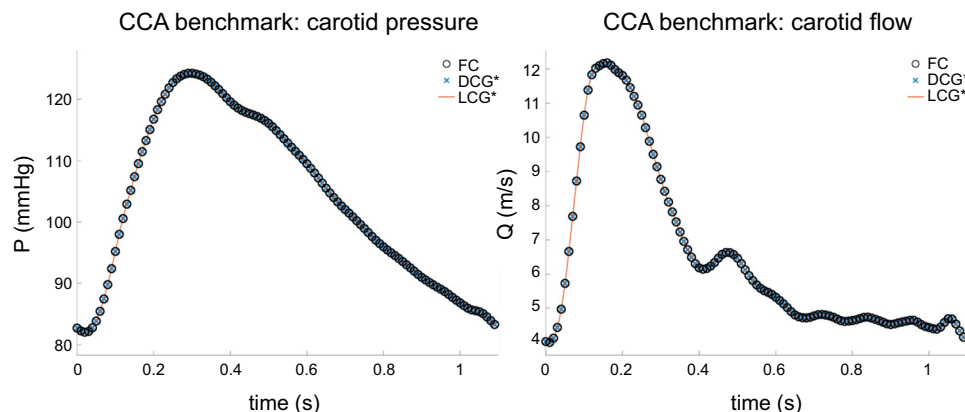 CCA benchmark: carotid pressure
FC
DCG*
LCG*
P (mmHg)
120
110
100
90
80
0
0.2
0.4
0.6
0.8
1
time (s)
CCA benchmark: carotid flow
FC
DCG*
LCG*
Q (m/s)
12
11
10
9
8
7
6
5
4
0
0.2
0.4
0.6
0.8
1
time (s)